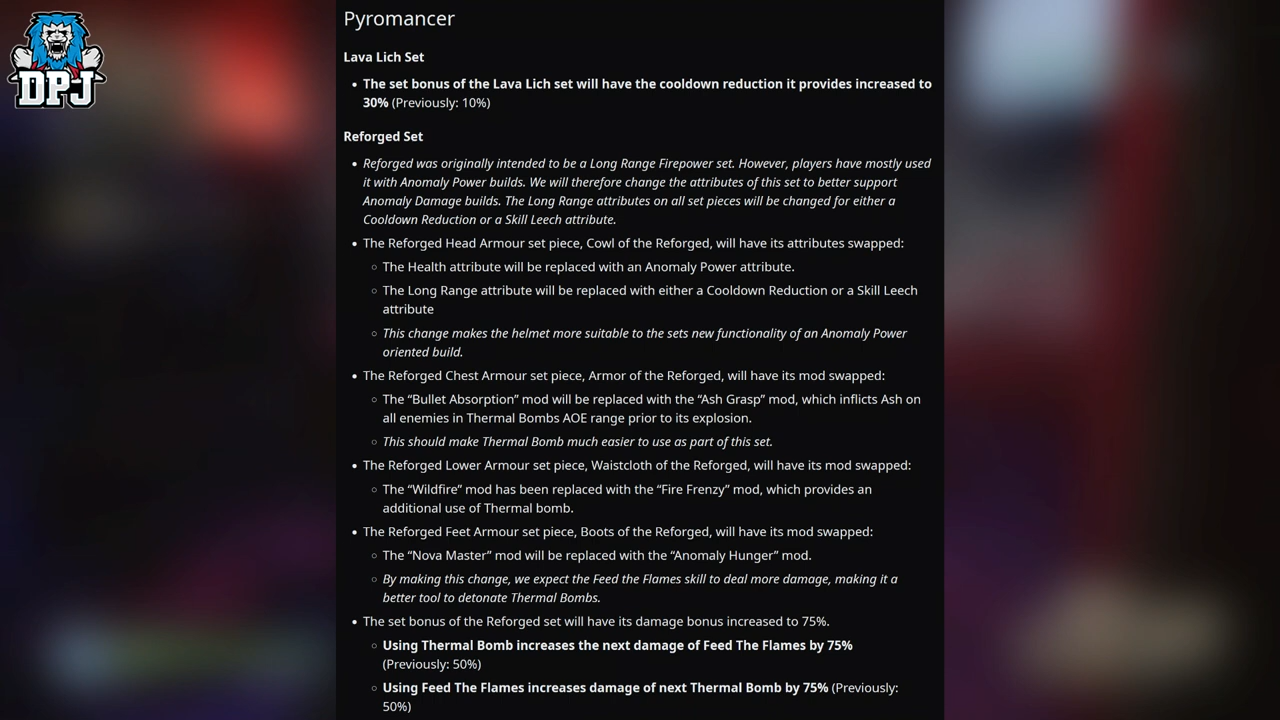 DPJ
Pyromancer
Lava Lich Set
• The set bonus of the Lava Lich set will have the cooldown reduction it provides increased to
30% (Previously: 10%)
Reforged Set
• Reforged was originally intended to be a Long Range Firepower set. However, players have mostly used
it with Anomaly Power builds. We will therefore change the attributes of this set to better support
Anomaly Damage builds. The Long Range attributes on all set pieces will be changed for either a
Cooldown Reduction or a Skill Leech attribute.
• The Reforged Head Armour set piece, Cowl of the Reforged, will have its attributes swapped:
◦ The Health attribute will be replaced with an Anomaly Power attribute.
◦ The Long Range attribute will be replaced with either a Cooldown Reduction or a Skill Leech
attribute
◦ This change makes the helmet more suitable to the sets new functionality of an Anomaly Power
oriented build.
• The Reforged Chest Armour set piece, Armor of the Reforged, will have its mod swapped:
◦ The “Bullet Absorption” mod will be replaced with the “Ash Grasp” mod, which inflicts Ash on
all enemies in Thermal Bombs AOE range prior to its explosion.
◦ This should make Thermal Bomb much easier to use as part of this set.
• The Reforged Lower Armour set piece, Waistcloth of the Reforged, will have its mod swapped:
◦ The “Wildfire” mod has been replaced with the “Fire Frenzy” mod, which provides an
additional use of Thermal bomb.
• The Reforged Feet Armour set piece, Boots of the Reforged, will have its mod swapped:
◦ The “Nova Master” mod will be replaced with the “Anomaly Hunger” mod.
◦ By making this change, we expect the Feed the Flames skill to deal more damage, making it a
better tool to detonate Thermal Bombs.
• The set bonus of the Reforged set will have its damage bonus increased to 75%.
◦ Using Thermal Bomb increases the next damage of Feed The Flames by 75%
(Previously: 50%)
◦ Using Feed The Flames increases damage of next Thermal Bomb by 75% (Previously:
50%)